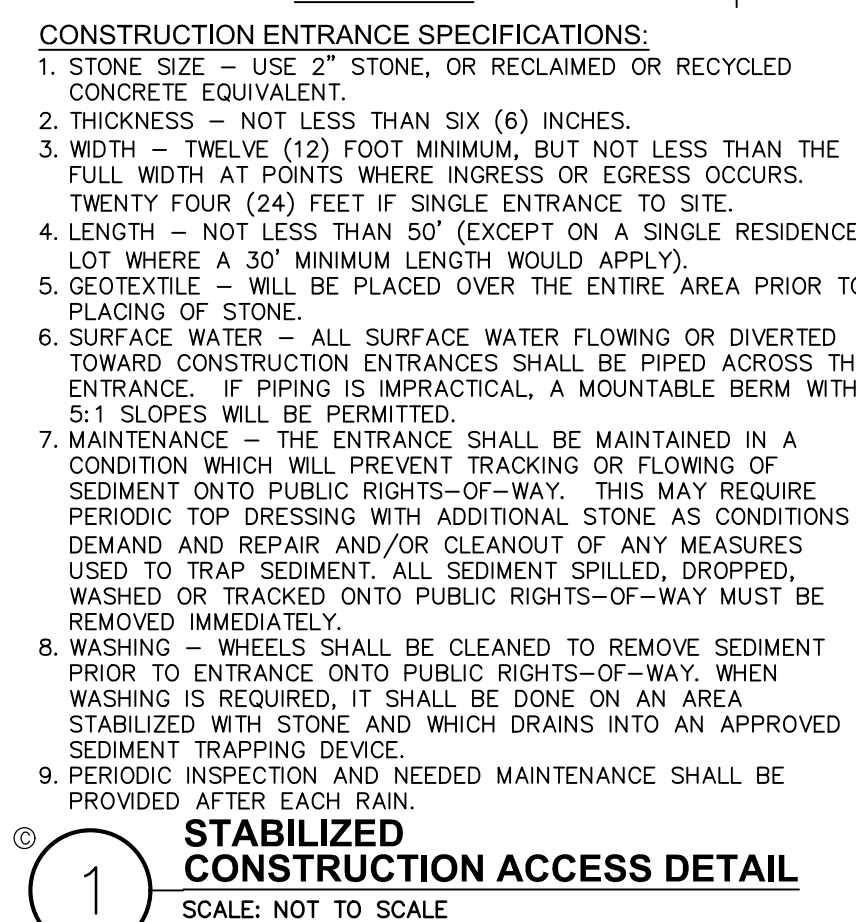 CONSTRUCTION ENTRANCE SPECIFICATIONS:
1. STONE SIZE – USE 2" STONE, OR RECLAIMED OR RECYCLED
CONCRETE EQUIVALENT.
2. THICKNESS – NOT LESS THAN SIX (6) INCHES.
3. WIDTH – TWELVE (12) FOOT MINIMUM, BUT NOT LESS THAN THE
FULL WIDTH AT POINTS WHERE INGRESS OR EGRESS OCCURS.
TWENTY FOUR (24) FEET IF SINGLE ENTRANCE TO SITE.
4. LENGTH – NOT LESS THAN 50' (EXCEPT ON A SINGLE RESIDENCE
LOT WHERE A 30' MINIMUM LENGTH WOULD APPLY).
5. GEOTEXTILE – WILL BE PLACED OVER THE ENTIRE AREA PRIOR TO
PLACING OF STONE.
6. SURFACE WATER – ALL SURFACE WATER FLOWING OR DIVERTED
TOWARD CONSTRUCTION ENTRANCES SHALL BE PIPED ACROSS TH
ENTRANCE. IF PIPING IS IMPRACTICAL, A MOUNTABLE BERM WITH
5:1 SLOPES WILL BE PERMITTED.
7. MAINTENANCE – THE ENTRANCE SHALL BE MAINTAINED IN A
CONDITION WHICH WILL PREVENT TRACKING OR FLOWING OF
SEDIMENT ONTO PUBLIC RIGHTS–OF–WAY. THIS MAY REQUIRE
PERIODIC TOP DRESSING WITH ADDITIONAL STONE AS CONDITIONS
DEMAND AND REPAIR AND/OR CLEANOUT OF ANY MEASURES
USED TO TRAP SEDIMENT. ALL SEDIMENT SPILLED, DROPPED,
WASHED OR TRACKED ONTO PUBLIC RIGHTS–OF–WAY MUST BE
REMOVED IMMEDIATELY.
8. WASHING – WHEELS SHALL BE CLEANED TO REMOVE SEDIMENT
PRIOR TO ENTRANCE ONTO PUBLIC RIGHTS–OF–WAY. WHEN
WASHING IS REQUIRED, IT SHALL BE DONE ON AN AREA
STABILIZED WITH STONE AND WHICH DRAINS INTO AN APPROVED
SEDIMENT TRAPPING DEVICE.
9. PERIODIC INSPECTION AND NEEDED MAINTENANCE SHALL BE
PROVIDED AFTER EACH RAIN.
©
1
STABILIZED
CONSTRUCTION ACCESS DETAIL
SCALE: NOT TO SCALE